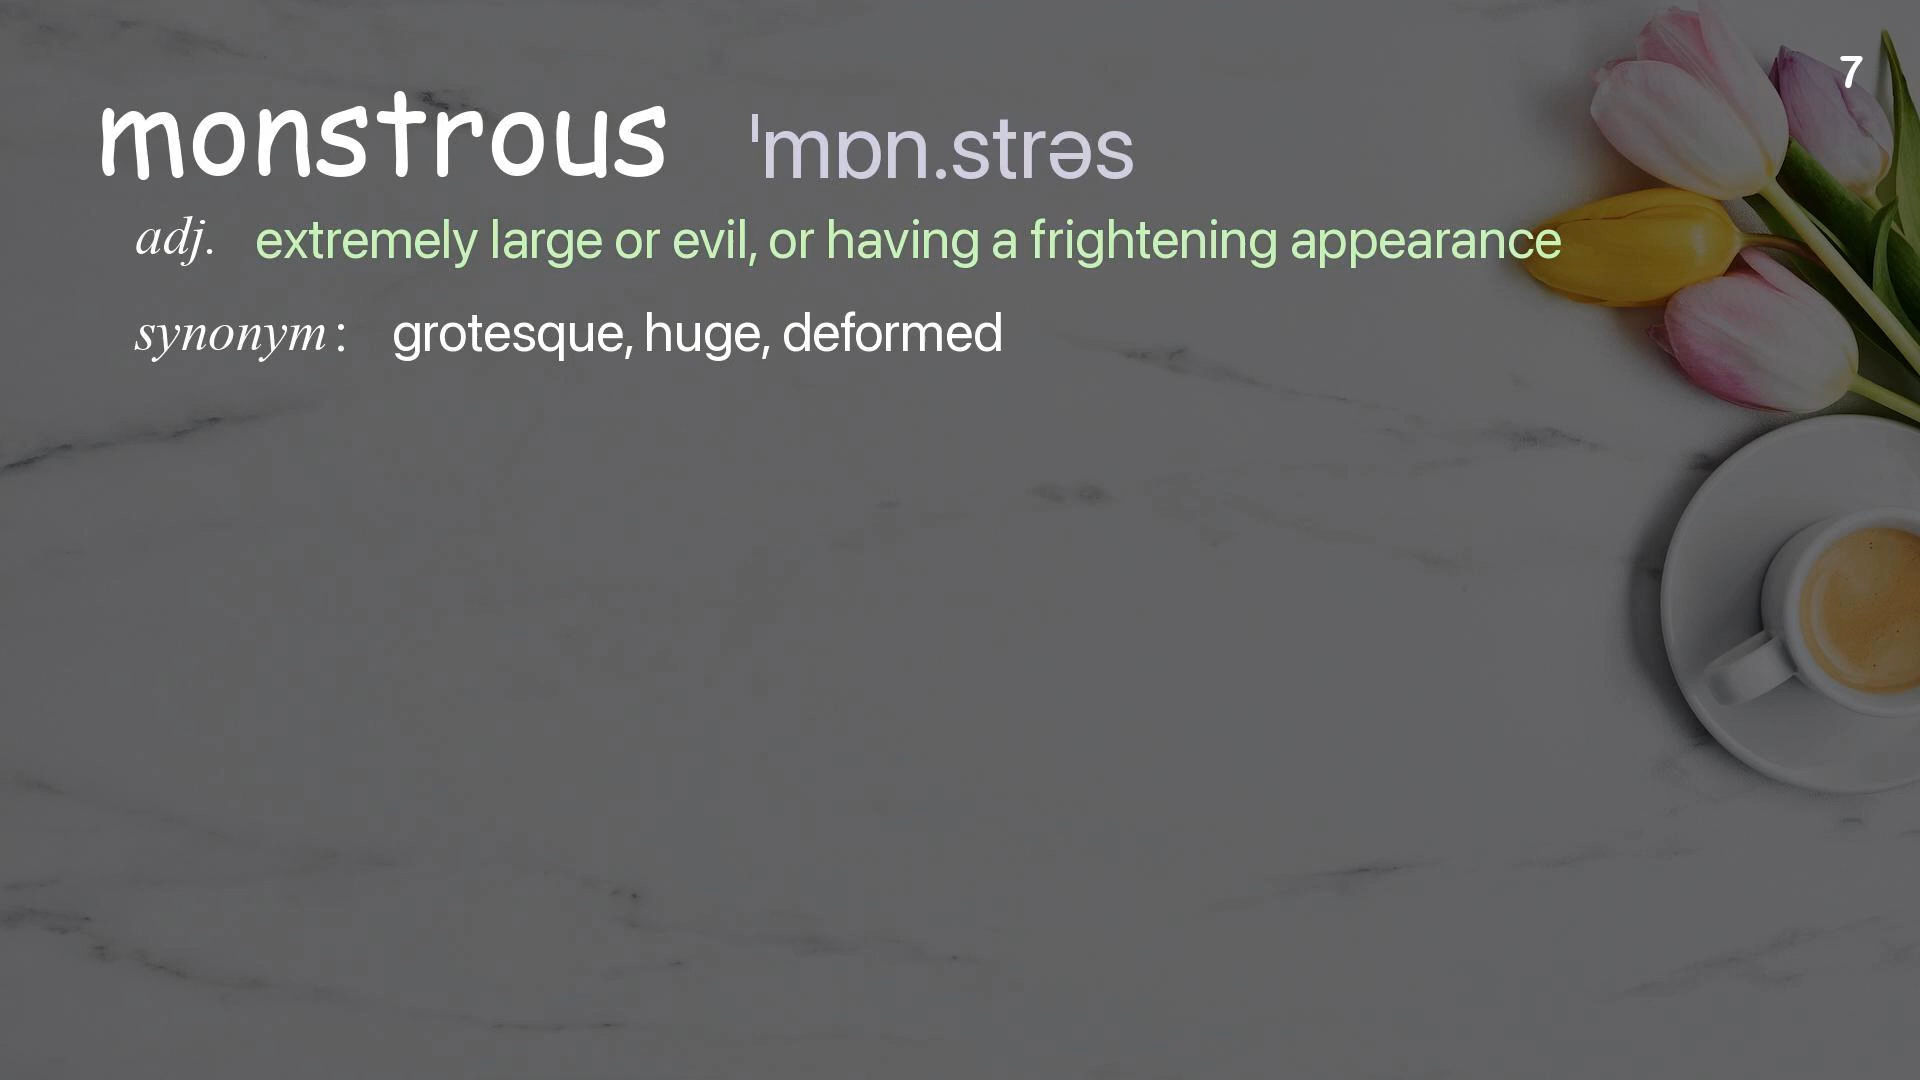 7
monstrous ˈmɒn.strəs
adj. extremely large or evil, or having a frightening appearance
synonym: grotesque, huge, deformed